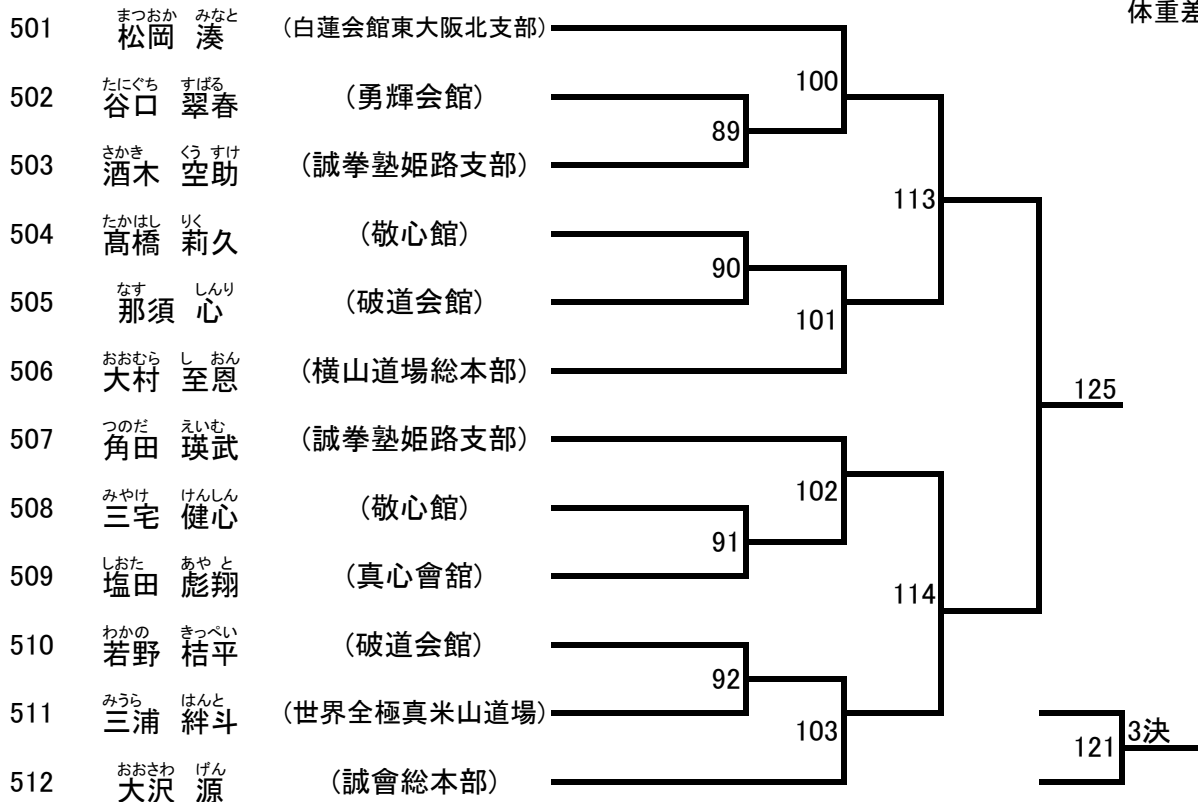 体重差
まつおか みなと
501 松岡 湊 (白蓮会館東大阪北支部)
100
たにぐち すばる
502 谷口 翠春 (勇輝会館)
89
さかき くう すけ
503 酒木 空助 (誠拳塾姫路支部)
113
たかはし りく
504 髙橋 莉久 (敬心館)
90
なす しんり
505 那須 心 (破道会館)
101
おおむら し おん
506 大村 至恩 (横山道場総本部)
125
つのだ えいむ
507 角田 瑛武 (誠拳塾姫路支部)
102
みやけ けんしん
508 三宅 健心 (敬心館)
91
しおた あや と
509 塩田 彪翔 (真心會舘)
114
わかの きっぺい
510 若野 桔平 (破道会館)
92
みうら はんと
511 三浦 絆斗 (世界全極真米山道場)
103
121 3決
おおさわ げん
512 大沢 源 (誠會総本部)